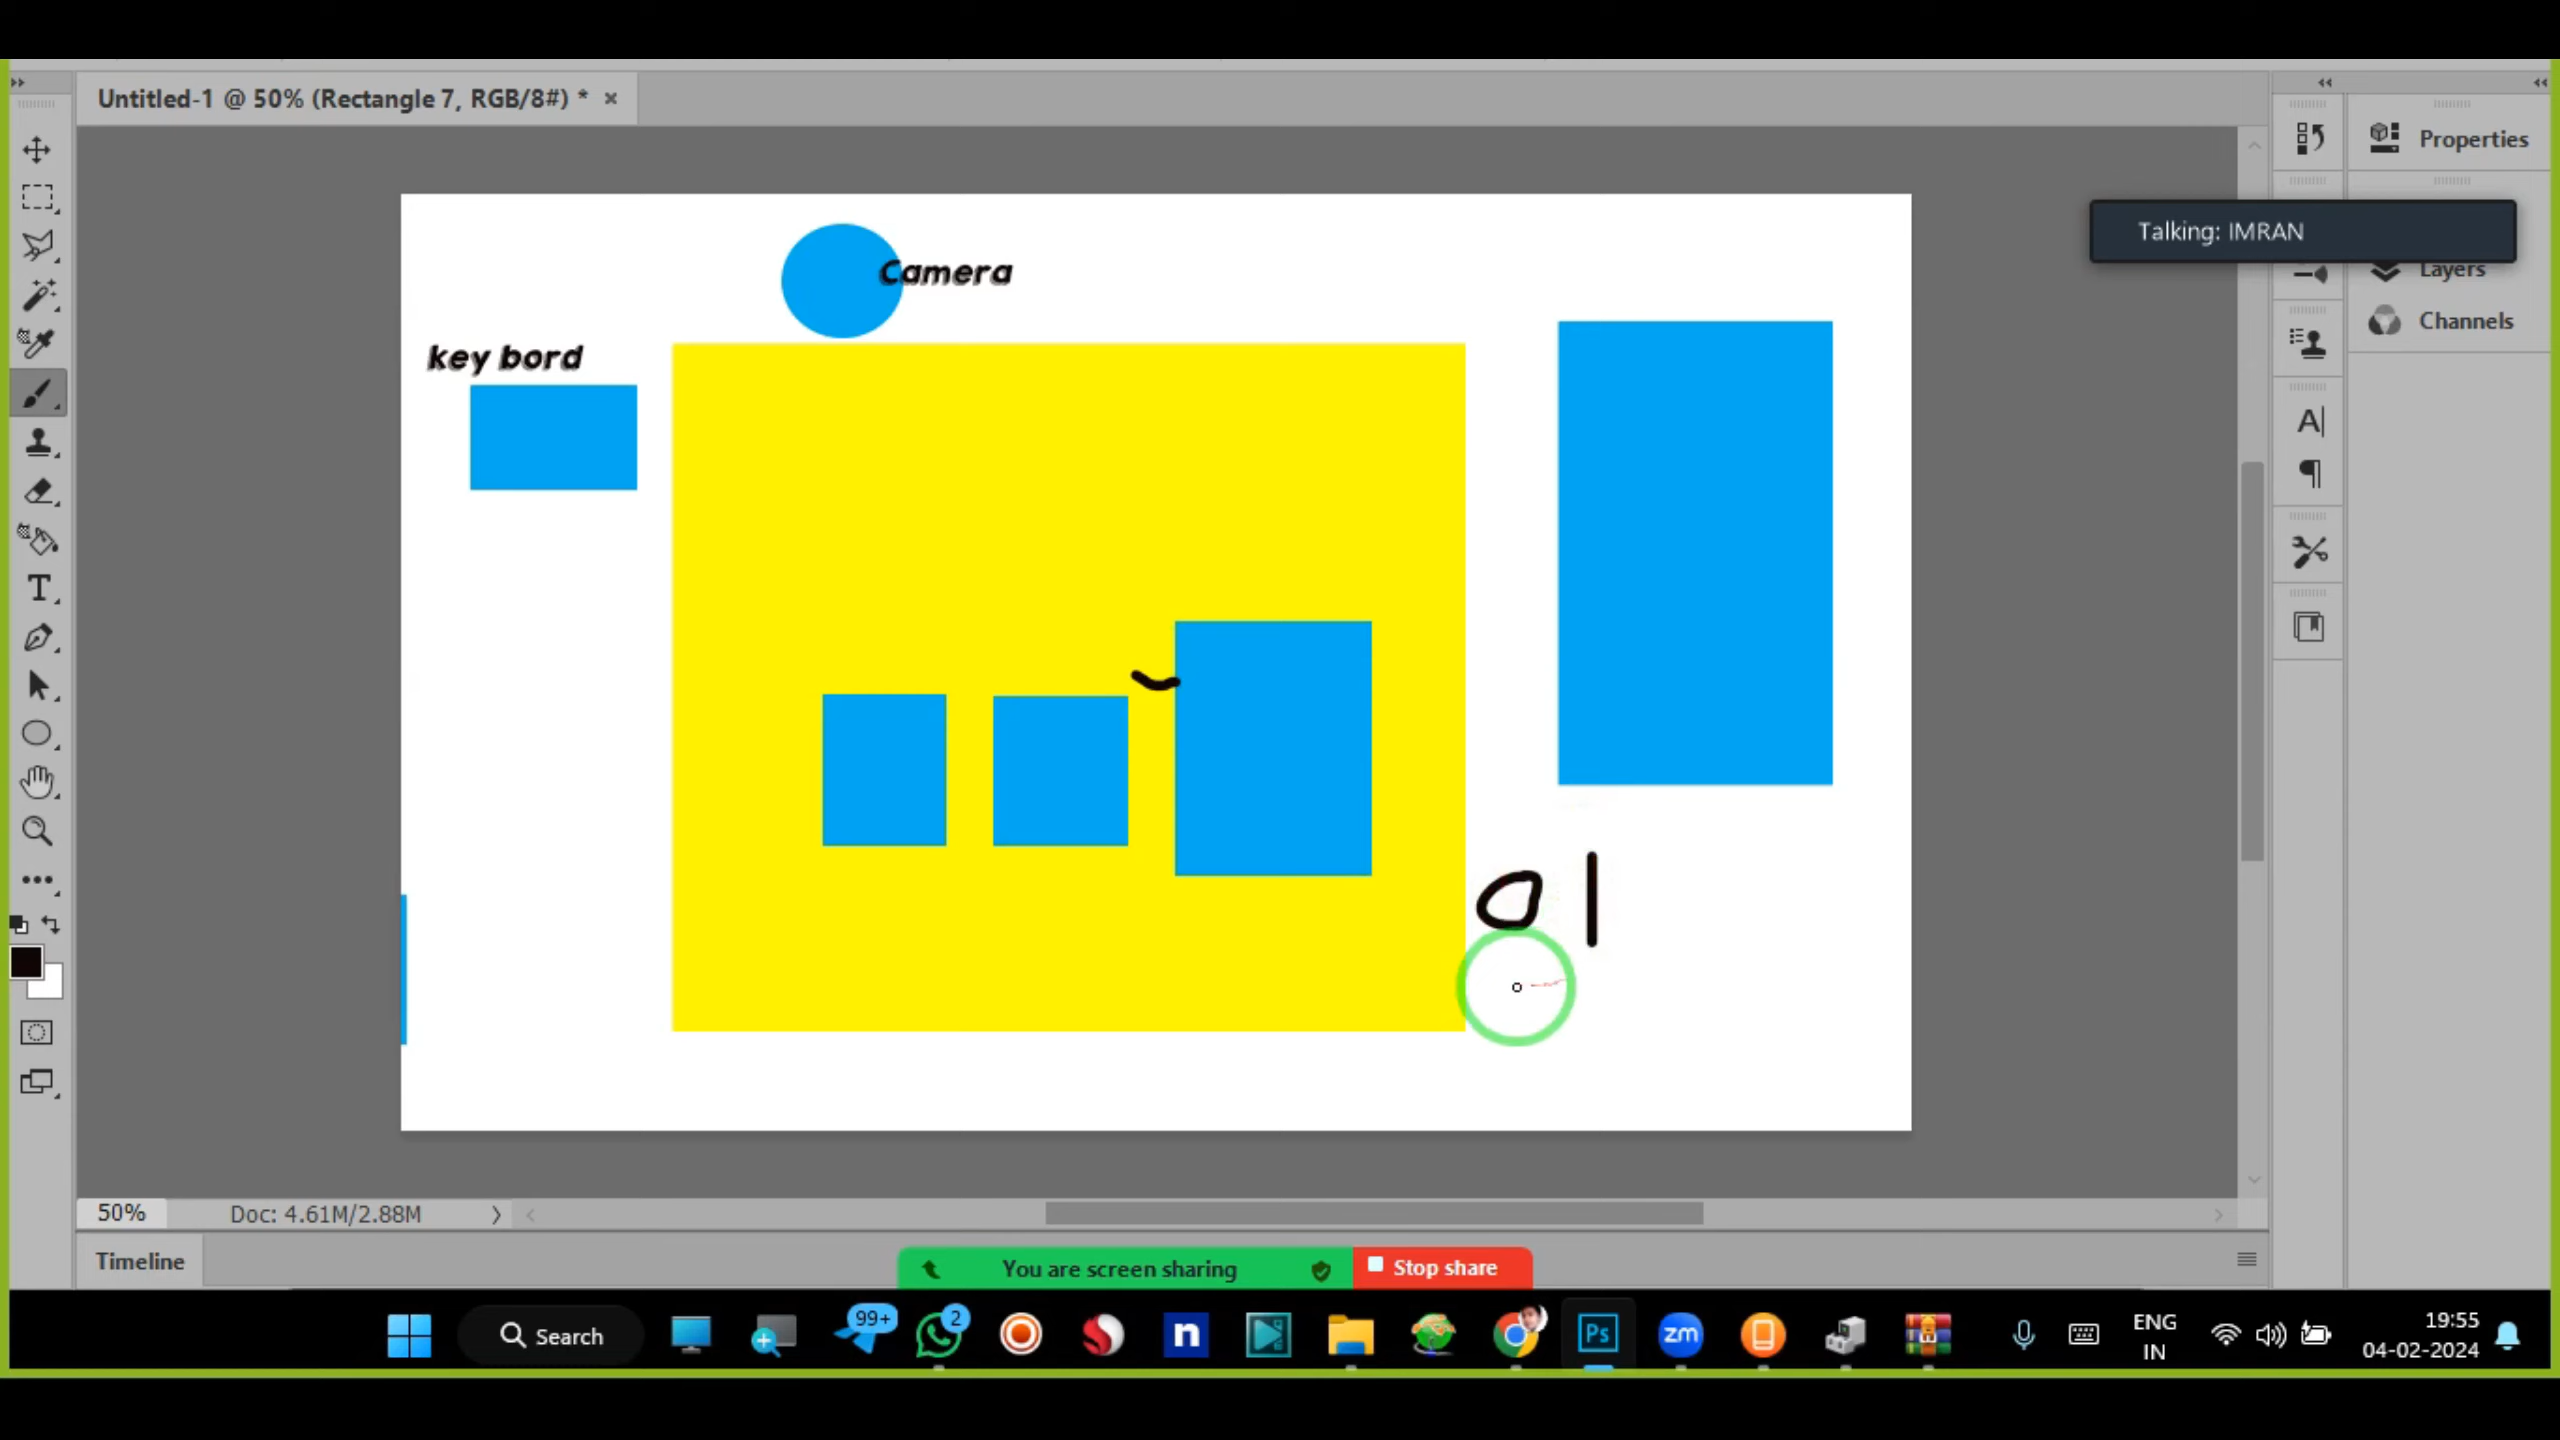 Untitled-1 @ 50% (Rectangle 7, RGB/8#) * ×
Properties
Talking: IMRAN
Layers
Channels
Camera
key bord
a l
50%
Doc: 4.61M/2.88M
Timeline
You are screen sharing
Stop share
Search
99+
2
n
Ps
zm
ENG
IN
19:55
04-02-2024